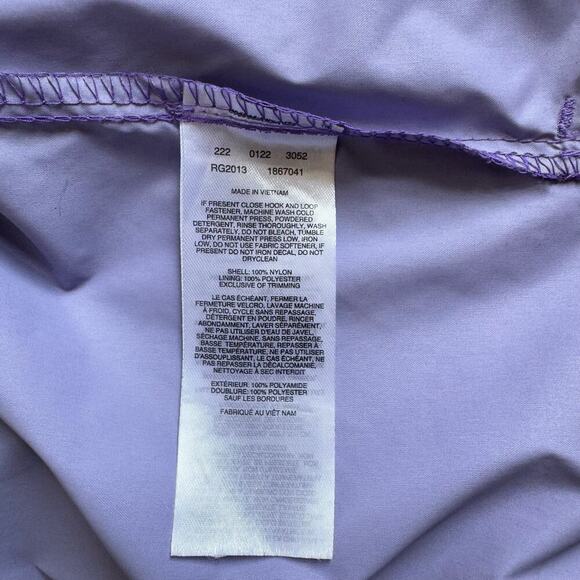 222 0122 3052
RG2013 1867041
MADE IN VIETNAM
IF PRESENT CLOSE HOOK AND LOOP
FASTENER, MACHINE WASH COLD
PERMANENT PRESS, POWDERED
DETERGENT, RINSE THOROUGHLY, WASH
SEPARATELY, DO NOT BLEACH, TUMBLE
DRY PERMANENT PRESS LOW, IRON
LOW, DO NOT USE FABRIC SOFTENER, IF
PRESENT DO NOT IRON DECAL, DO NOT
DRYCLEAN
SHELL: 100% NYLON
LINING: 100% POLYESTER
EXCLUSIVE OF TRIMMING
LE CAS ÉCHÉANT, FERMER LA
FERMETURE VELCRO, LAVAGE MACHINE
À FROID, CYCLE SANS REPASSAGE,
DÉTERGENT EN POUDRE, RINCER
ABONDAMMENT, LAVER SÉPARÉMENT,
NE PAS UTILISER D'EAU DE JAVEL,
SÉCHAGE MACHINE, SANS REPASSAGE,
BASSE TEMPÉRATURE, REPASSER À
BASSE TEMPÉRATURE, NE PAS UTILISER
D'ASSOUPLISSANT, LE CAS ÉCHÉANT, NE
PAS REPASSER LA DÉCALCOMANIE,
NETTOYAGE À SEC INTERDIT
EXTÉRIEUR: 100% POLYAMIDE
DOUBLURE: 100% POLYESTER
SAUF LES BORDURES
FABRIQUÉ AU VIÊT NAM